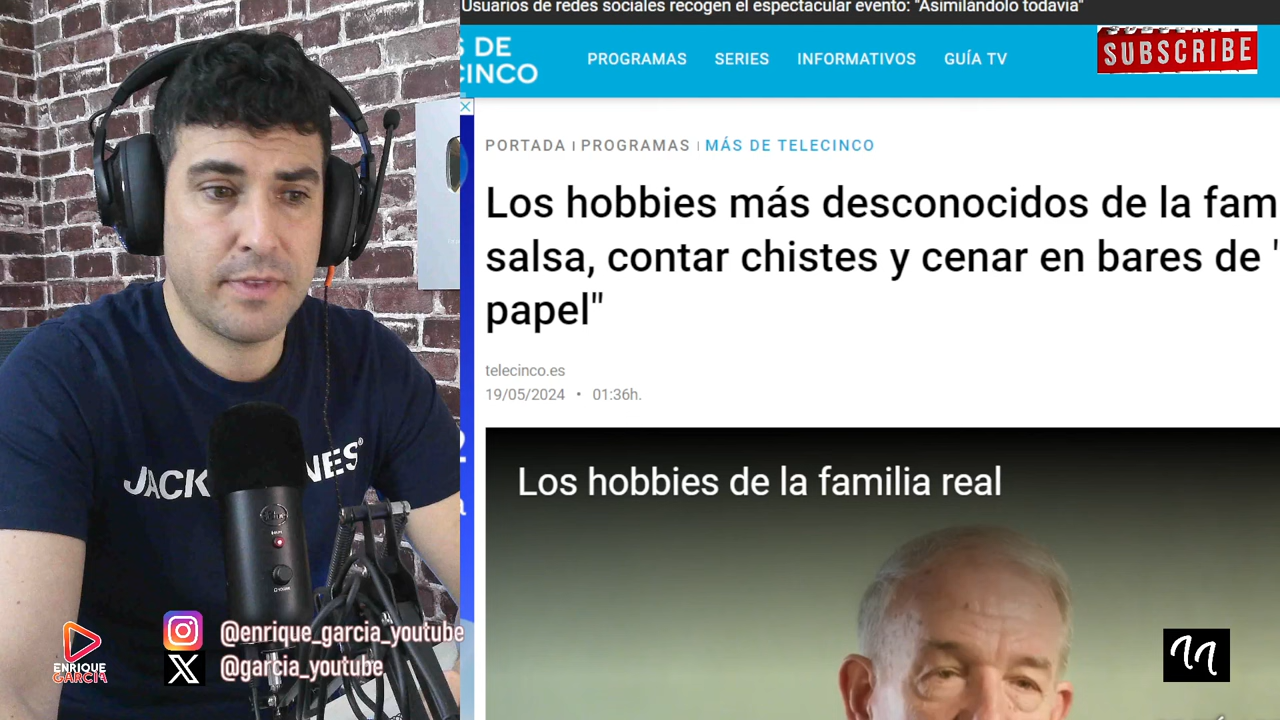 Usuarios de redes sociales recogen el espectacular evento: "Asimilándolo todavía"
S DE
CINCO
PROGRAMAS
SERIES
INFORMATIVOS
GUÍA TV
SUBSCRIBE
PORTADA | PROGRAMAS | MÁS DE TELECINCO
Los hobbies más desconocidos de la fam
salsa, contar chistes y cenar en bares de "
papel"
telecinco.es
19/05/2024 • 01:36h.
Los hobbies de la familia real
JACK NES®
@enrique_garcia_youtube
@garcia_youtube
ENRIQUE
GARCIA